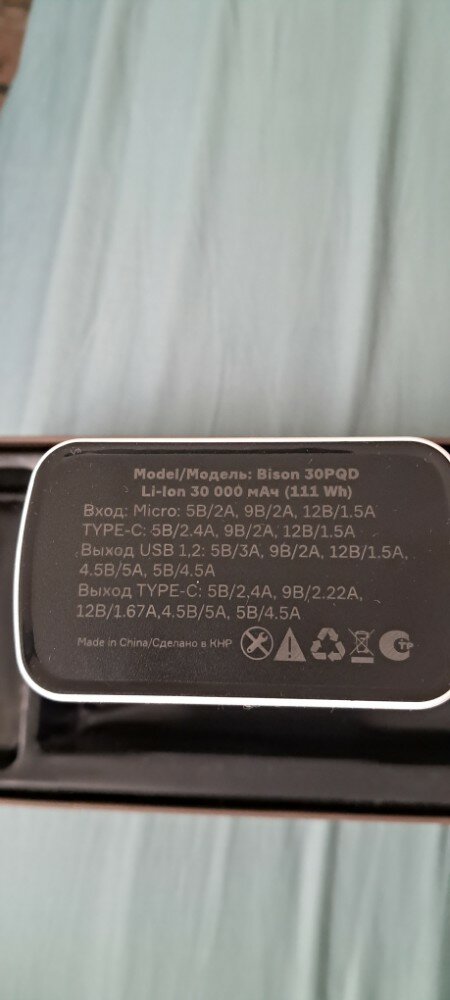 Model/Модель: Bison 30PQD
Li-Ion 30 000 мАч (111 Wh)
Вход: Micro: 5В/2А, 9В/2А, 12В/1.5А
TYPE-C: 5В/2.4А, 9В/2А, 12В/1.5А
Выход USB 1,2: 5В/3А, 9В/2А, 12В/1.5А,
4.5В/5А, 5В/4.5А
Выход TYPE-C: 5В/2,4А, 9В/2.22А,
12В/1.67А,4.5В/5А, 5В/4.5А
Made in China/Сделано в КНР
ТР